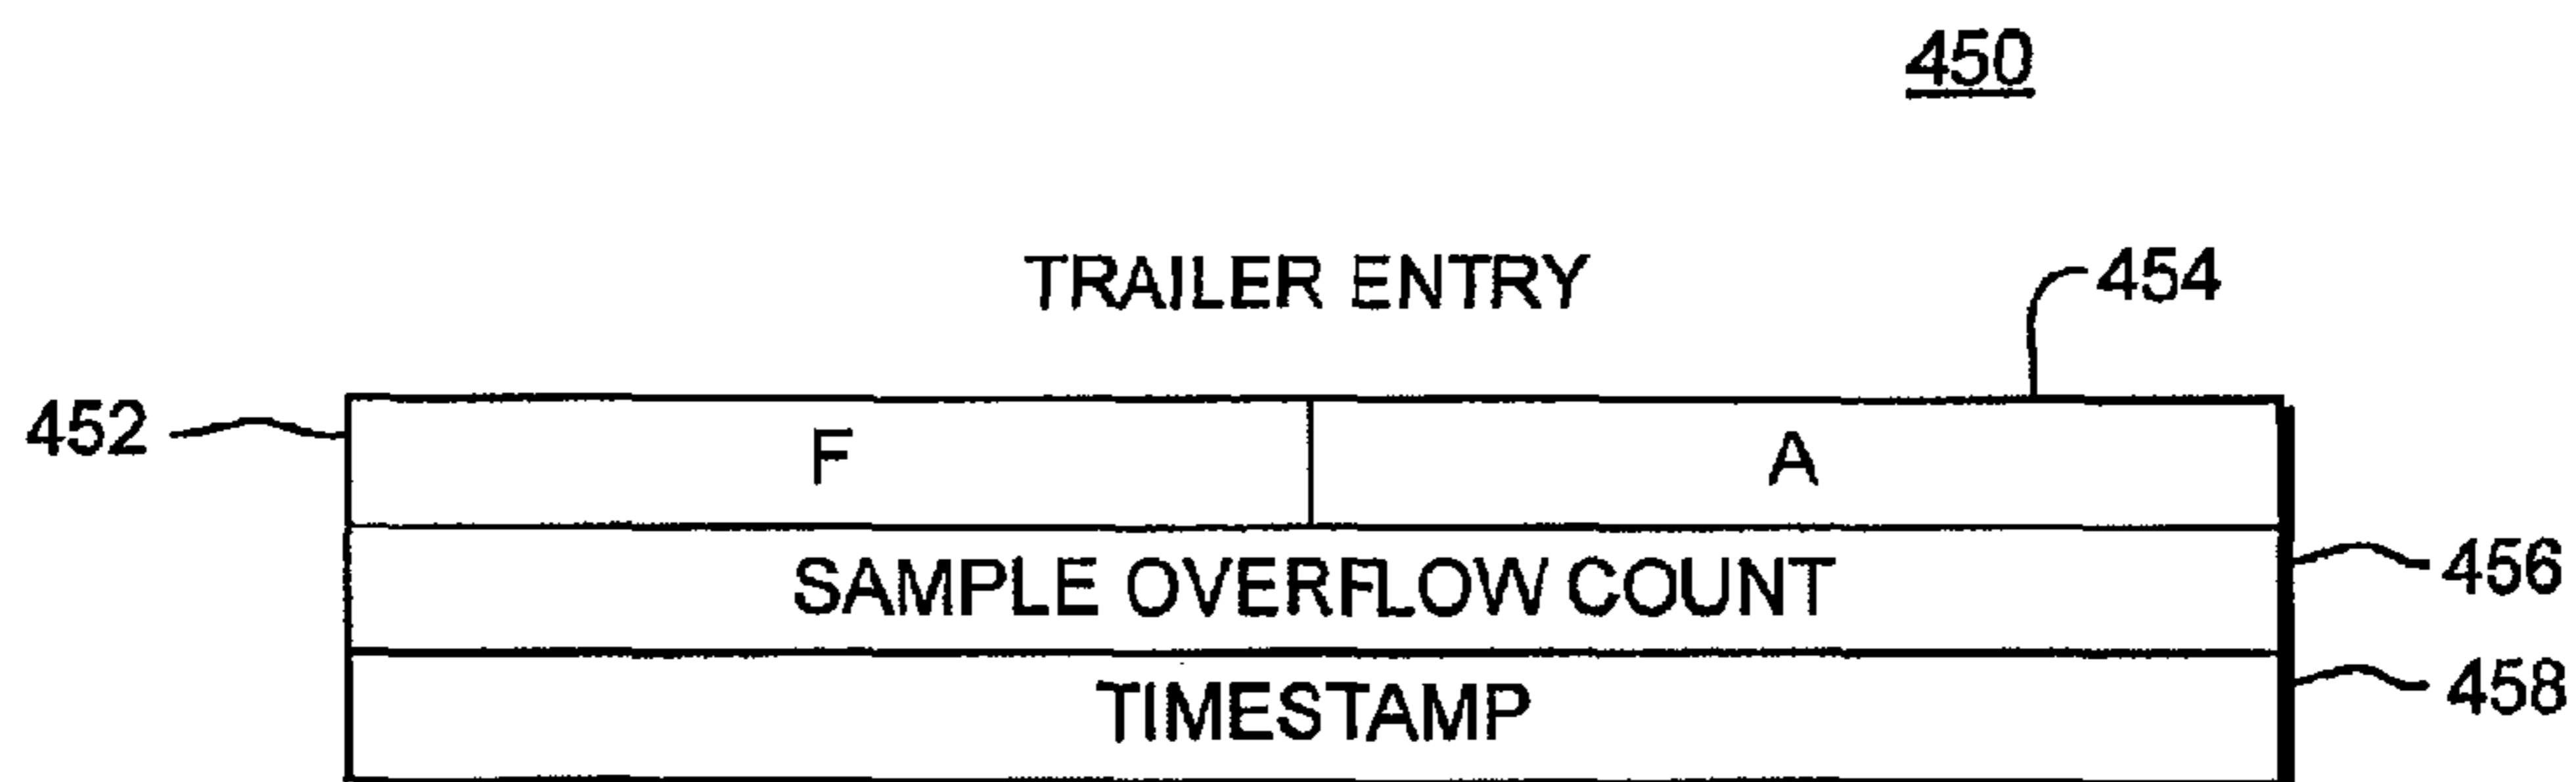 450
TRAILER ENTRY
454
452
F
A
SAMPLE OVERFLOW COUNT
456
TIMESTAMP
458